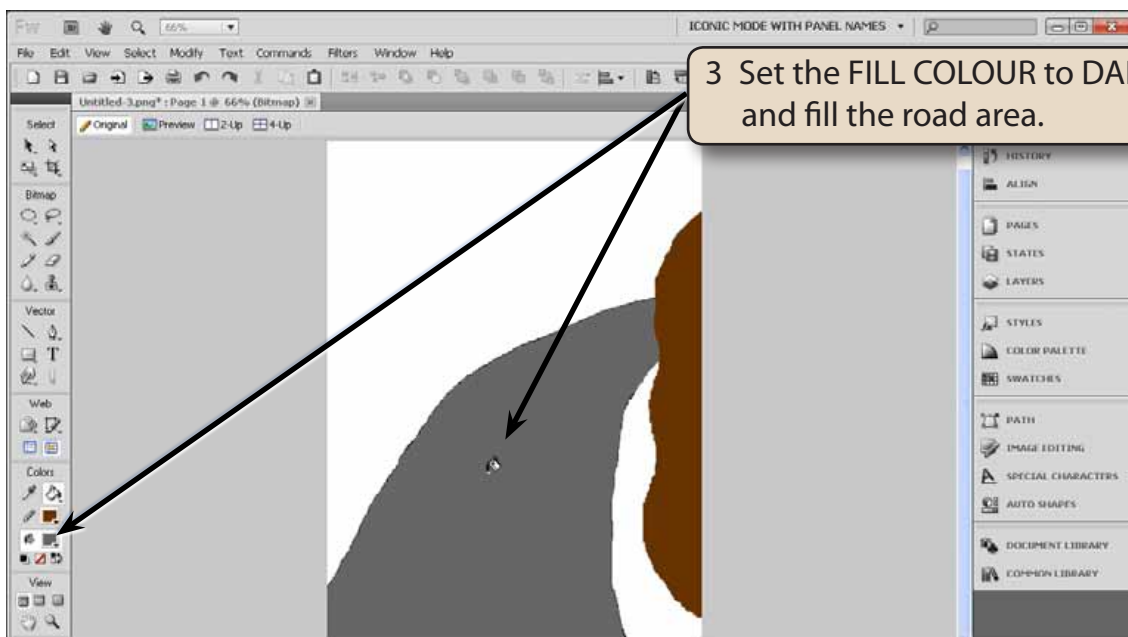 Fw 66% ICONIC MODE WITH PANEL NAMES
File Edit View Select Modify Text Commands Filters Window Help
3 Set the FILL COLOUR to
and fill the road area.
Untitled-3.png* : Page 1 @ 66% (Bitmap)
Original Preview 2-Up 4-Up
Select
Bitmap
Vector
Web
Colors
View
HISTORY
ALIGN
PAGES
STATES
LAYERS
STYLES
COLOR PALETTE
SWATCHES
PATH
IMAGE EDITING
SPECIAL CHARACTERS
AUTO SHAPES
DOCUMENT LIBRARY
COMMON LIBRARY